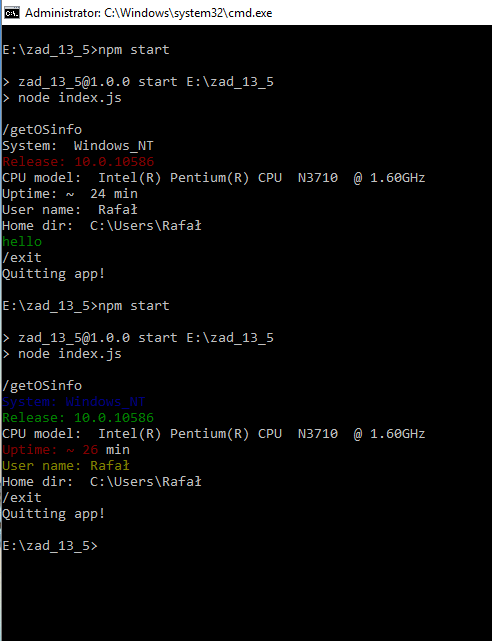 Administrator: C:\Windows\system32\cmd.exe
E:\zad_13_5>npm start
> zad_13_5@1.0.0 start E:\zad_13_5
> node index.js
/getOSinfo
System:  Windows_NT
Release: 10.0.10586
CPU model:  Intel(R) Pentium(R) CPU  N3710  @ 1.60GHz
Uptime: ~  24 min
User name:  Rafał
Home dir:  C:\Users\Rafał
hello
/exit
Quitting app!
E:\zad_13_5>npm start
> zad_13_5@1.0.0 start E:\zad_13_5
> node index.js
/getOSinfo
System: Windows_NT
Release: 10.0.10586
CPU model:  Intel(R) Pentium(R) CPU  N3710  @ 1.60GHz
Uptime: ~ 26 min
User name: Rafał
Home dir:  C:\Users\Rafał
/exit
Quitting app!
E:\zad_13_5>